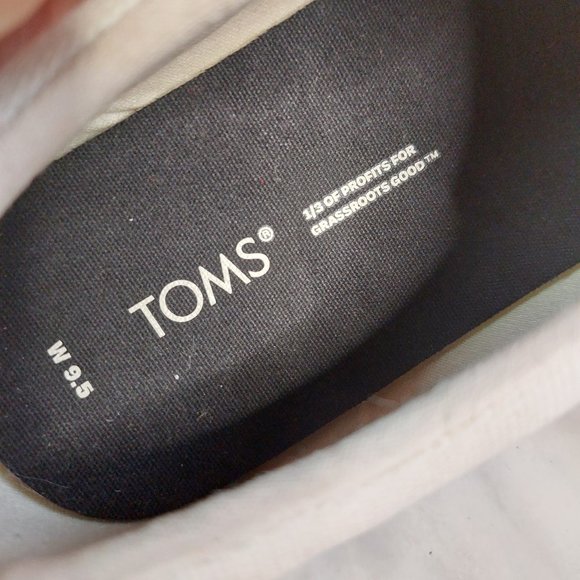 1/3 OF PROFITS FOR
GRASSROOTS GOOD™
TOMS®
W 9.5